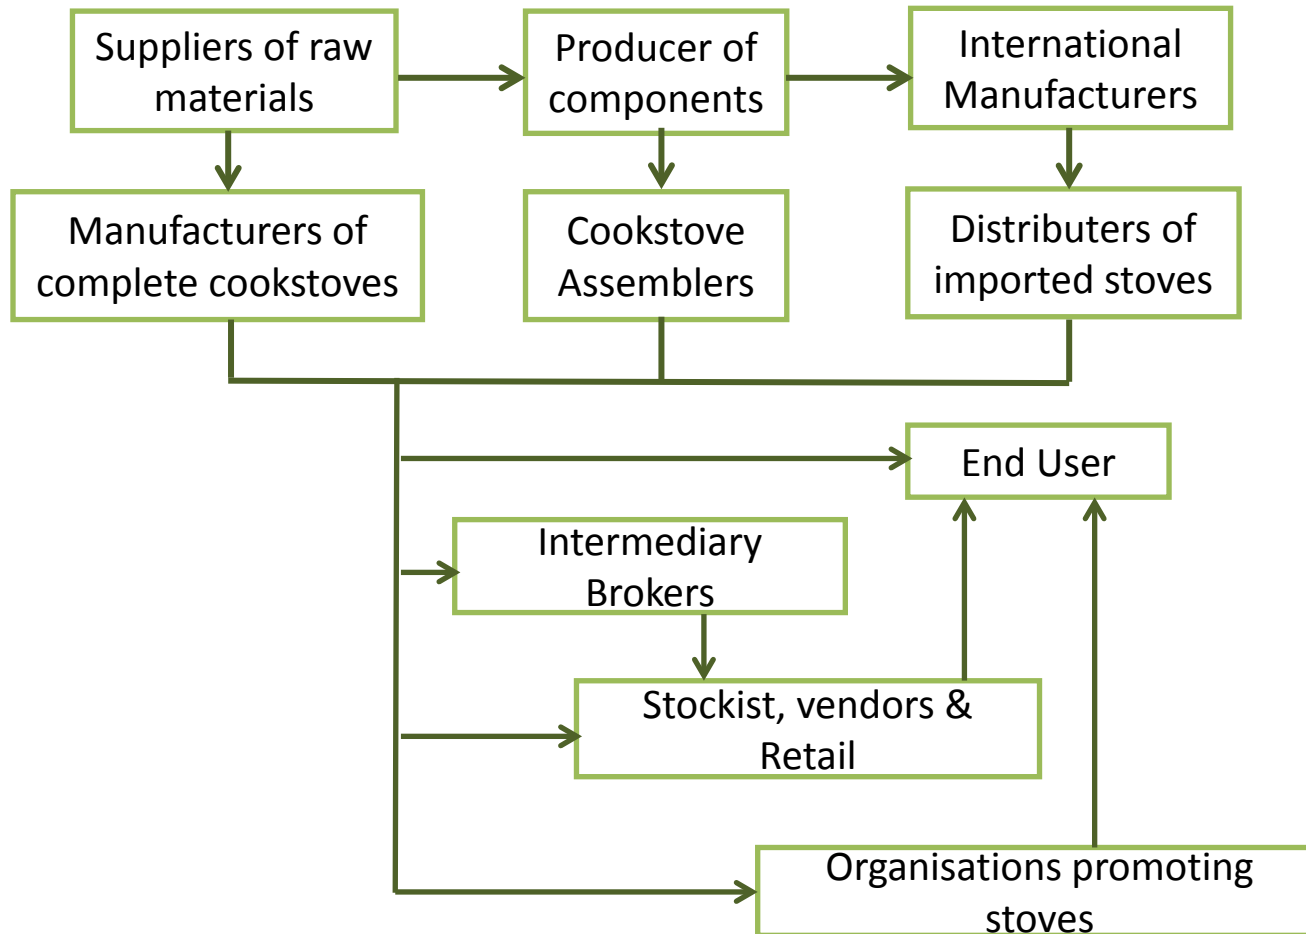 Suppliers of raw
materials
Producer of
components
International
Manufacturers
Manufacturers of
complete cookstoves
Cookstove
Assemblers
Distributers of
imported stoves
End User
Intermediary
Brokers
Stockist, vendors &
Retail
Organisations promoting
stoves